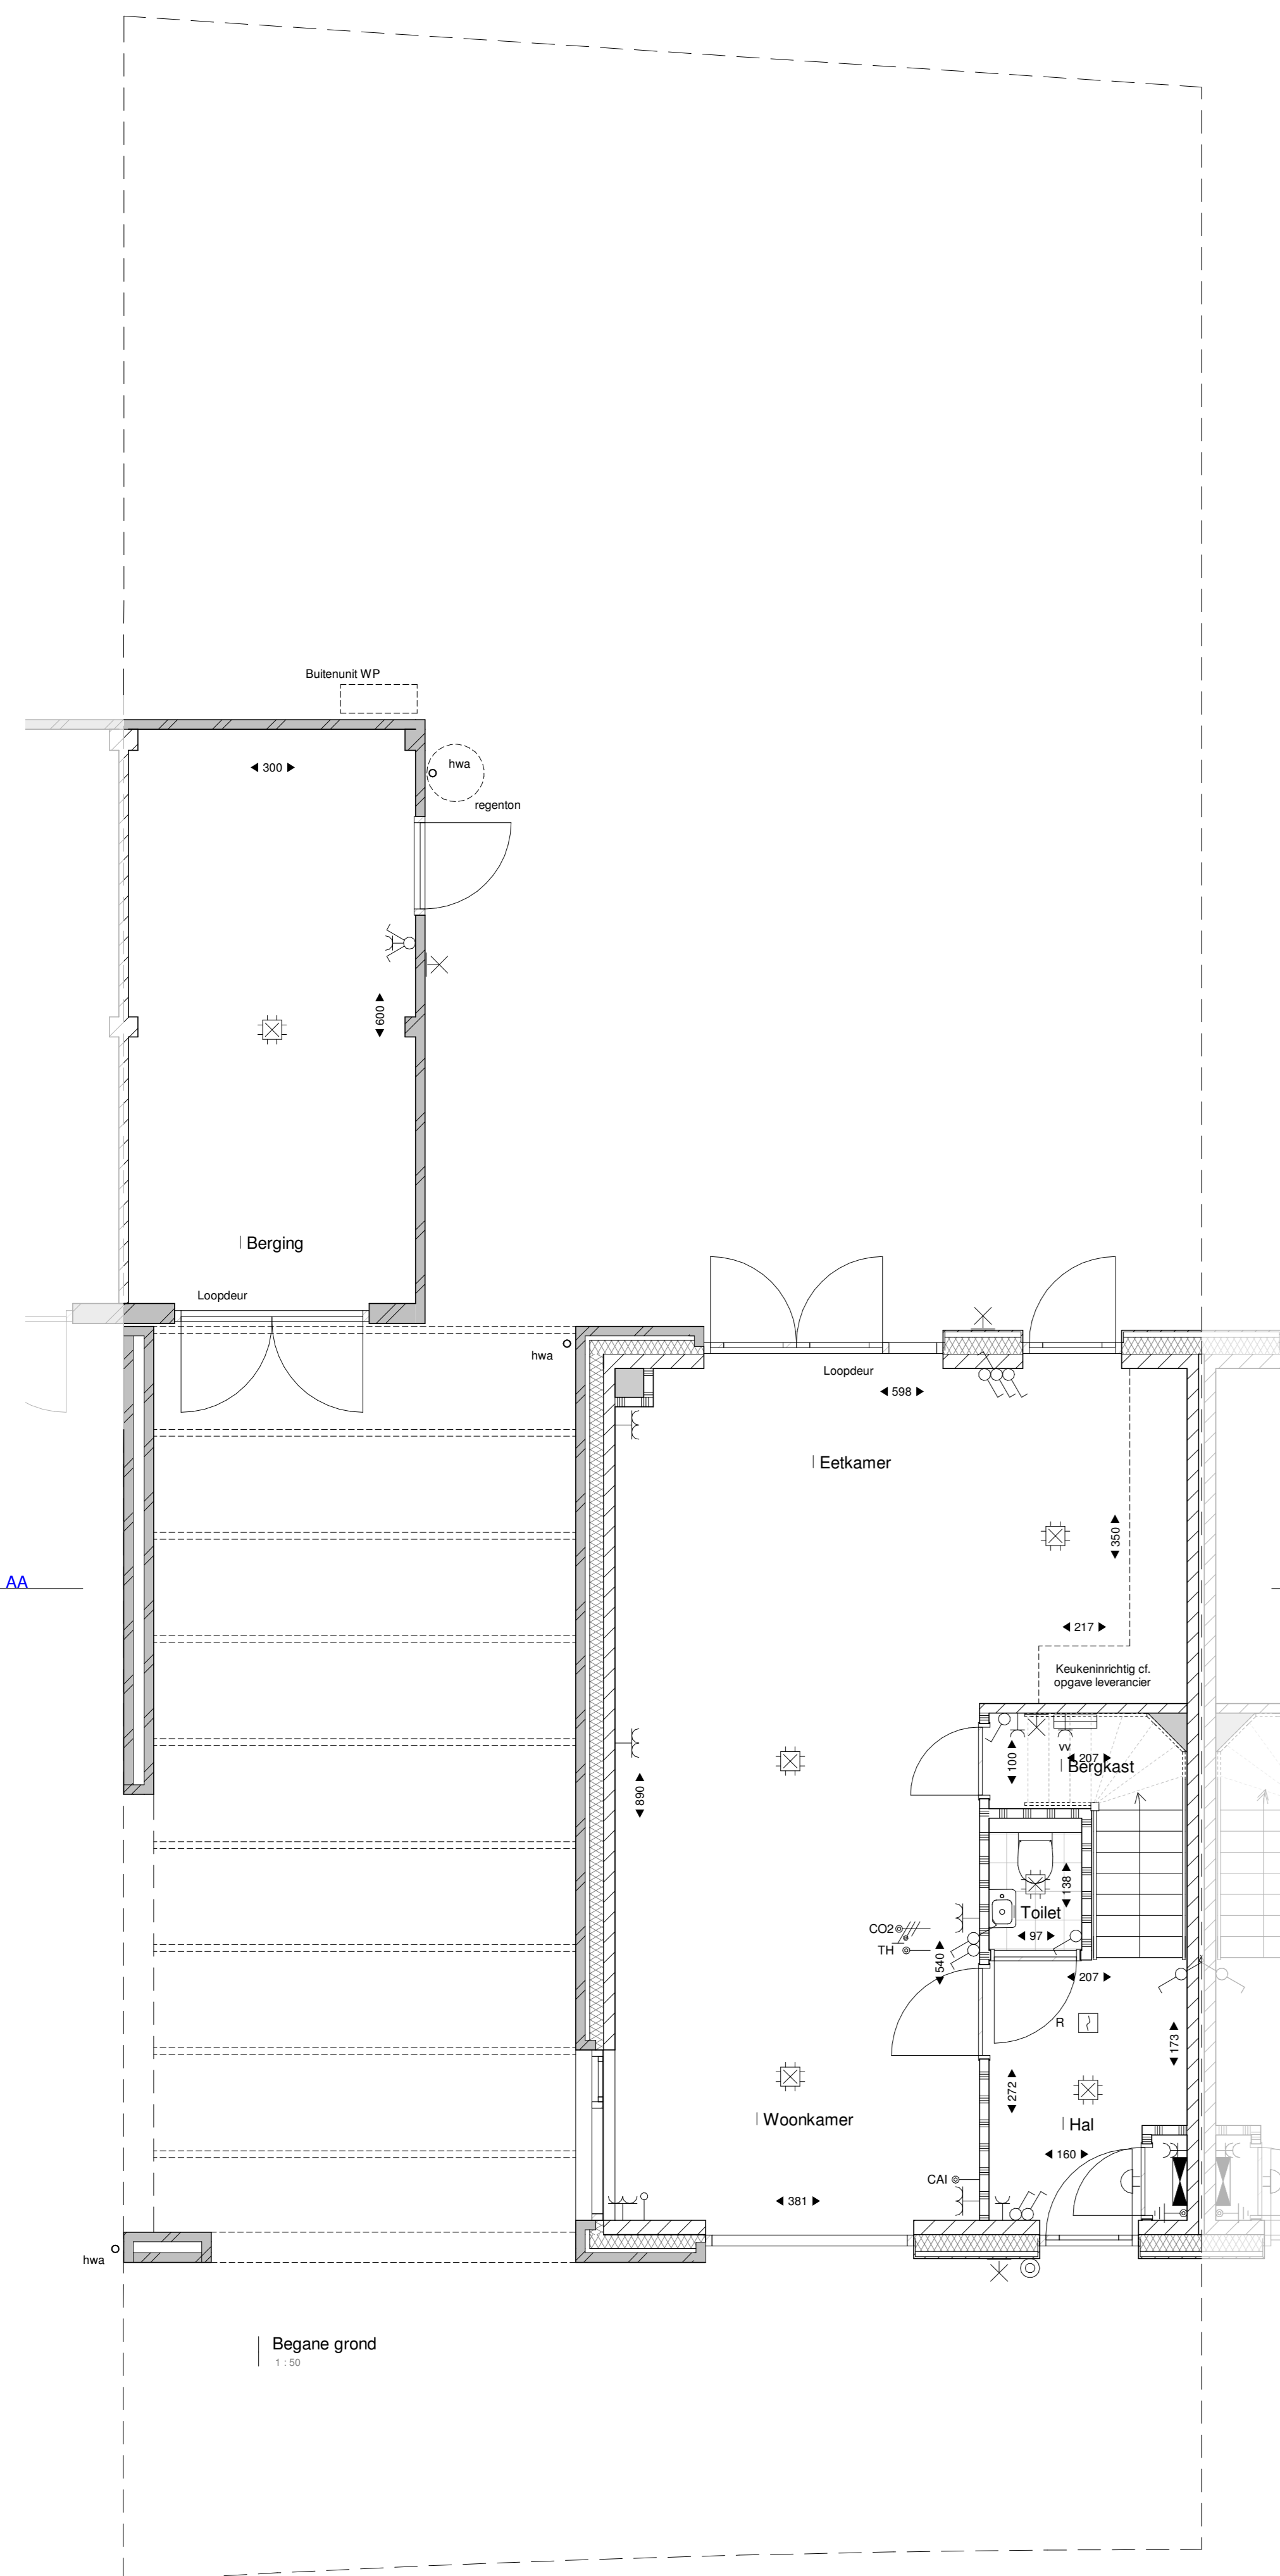 Buitenunit WP
300
hwa
regenton
600
Berging
Loopdeur
hwa
Loopdeur
598
Eetkamer
350
AA
217
Keukeninrichtig cf.
opgave leverancier
100
vv
207
Bergkast
890
138
Toilet
CO2
97
TH
540
207
R
173
272
Woonkamer
Hal
160
CAI
381
hwa
Begane grond
1 : 50